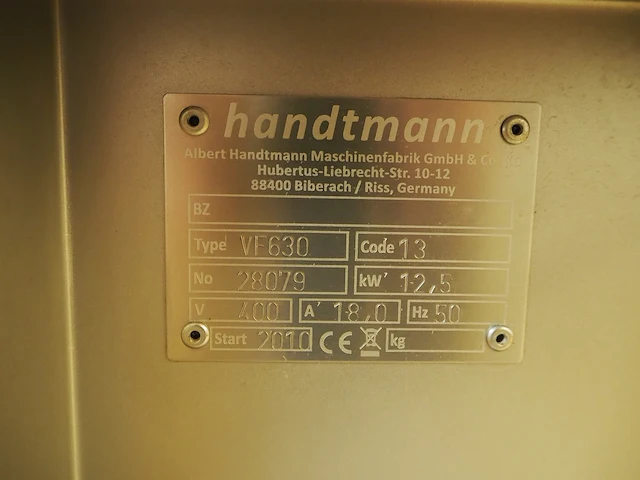 handtmann
Albert Handtmann Maschinenfabrik GmbH & Co
Hubertus-Liebrecht-Str. 10-12
88400 Biberach / Riss, Germany
BZ
Type VF630 Code 13
No 28079 kW 12,5
V 400 A 18,0 Hz 50
Start 2010 CE kg